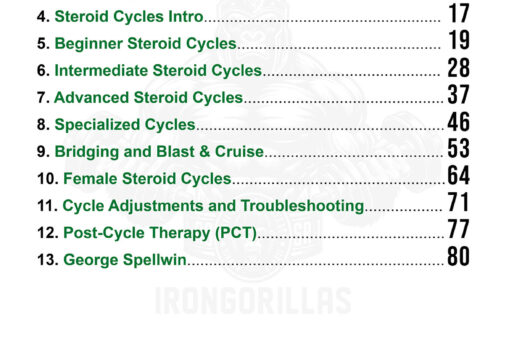 4. Steroid Cycles Intro........................................................ 17
5. Beginner Steroid Cycles................................................ 19
6. Intermediate Steroid Cycles.......................................... 28
7. Advanced Steroid Cycles............................................... 37
8. Specialized Cycles.......................................................... 46
9. Bridging and Blast & Cruise.......................................... 53
10. Female Steroid Cycles.................................................. 64
11. Cycle Adjustments and Troubleshooting.................. 71
12. Post-Cycle Therapy (PCT)............................................ 77
13. George Spellwin............................................................. 80
IRONGORILLAS